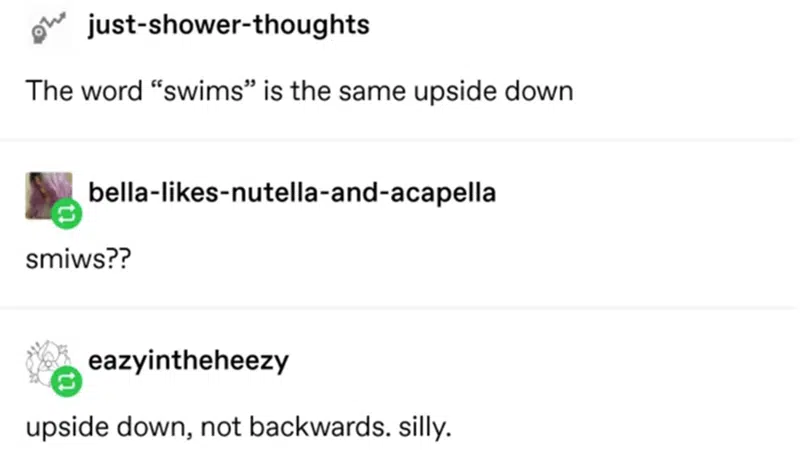 just-shower-thoughts
The word “swims” is the same upside down
bella-likes-nutella-and-acapella
smiws??
eazyintheheezy
upside down, not backwards. silly.